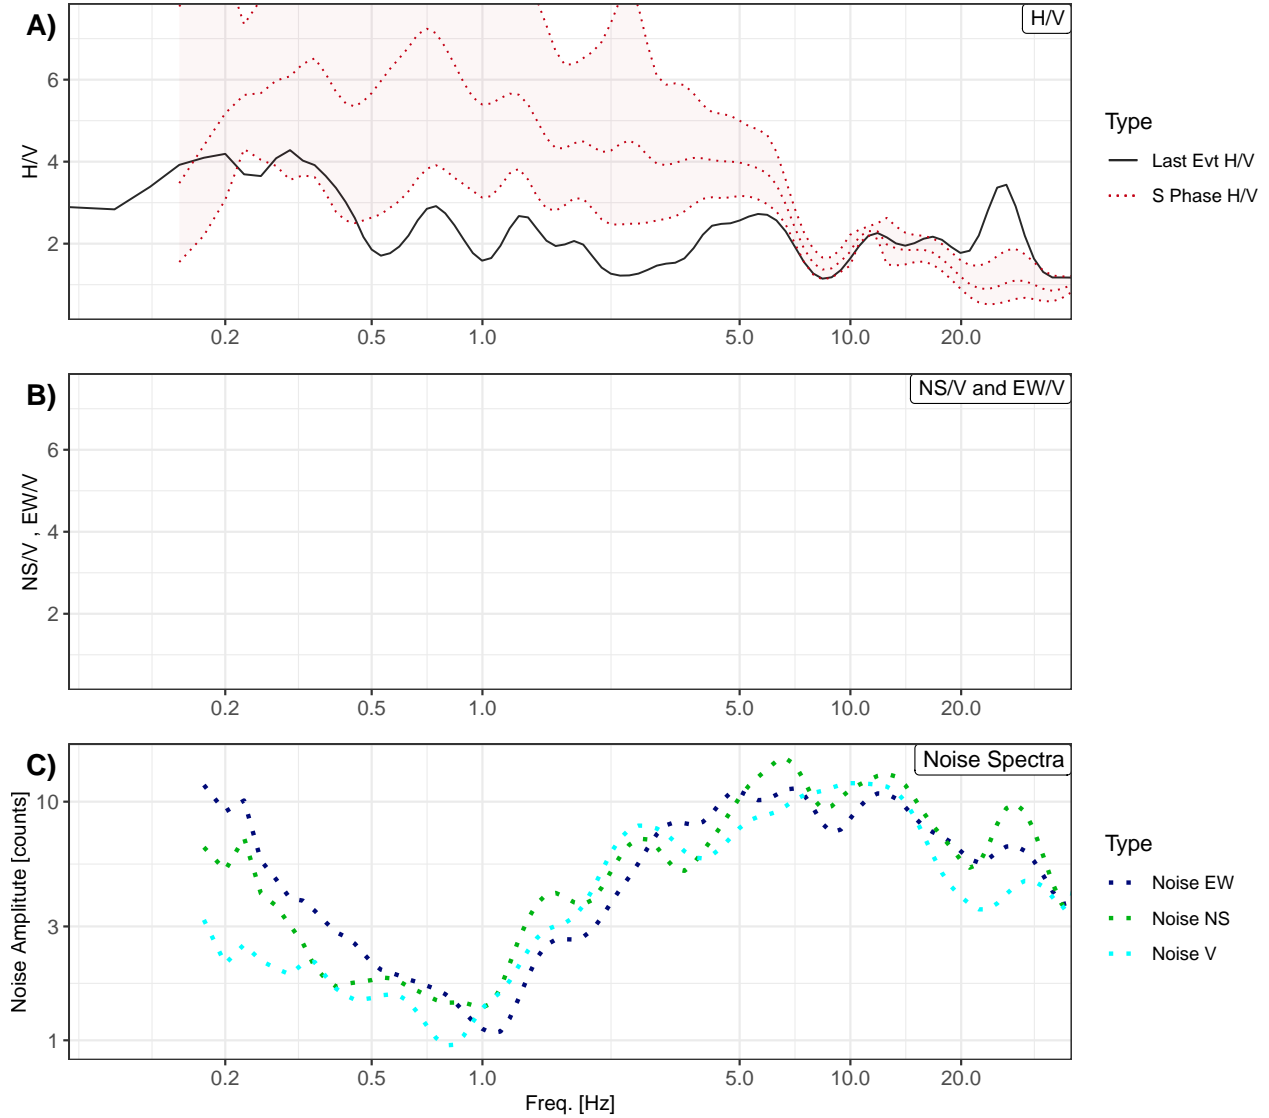 A)
H/V
6
4
2
H/V
0.2 0.5 1.0 5.0 10.0 20.0
Type
Last Evt H/V
S Phase H/V
B)
NS/V and EW/V
6
4
2
NS/V , EW/V
0.2 0.5 1.0 5.0 10.0 20.0
C)
Noise Spectra
10
3
1
Noise Amplitude [counts]
0.2 0.5 1.0 5.0 10.0 20.0
Freq. [Hz]
Type
Noise EW
Noise NS
Noise V